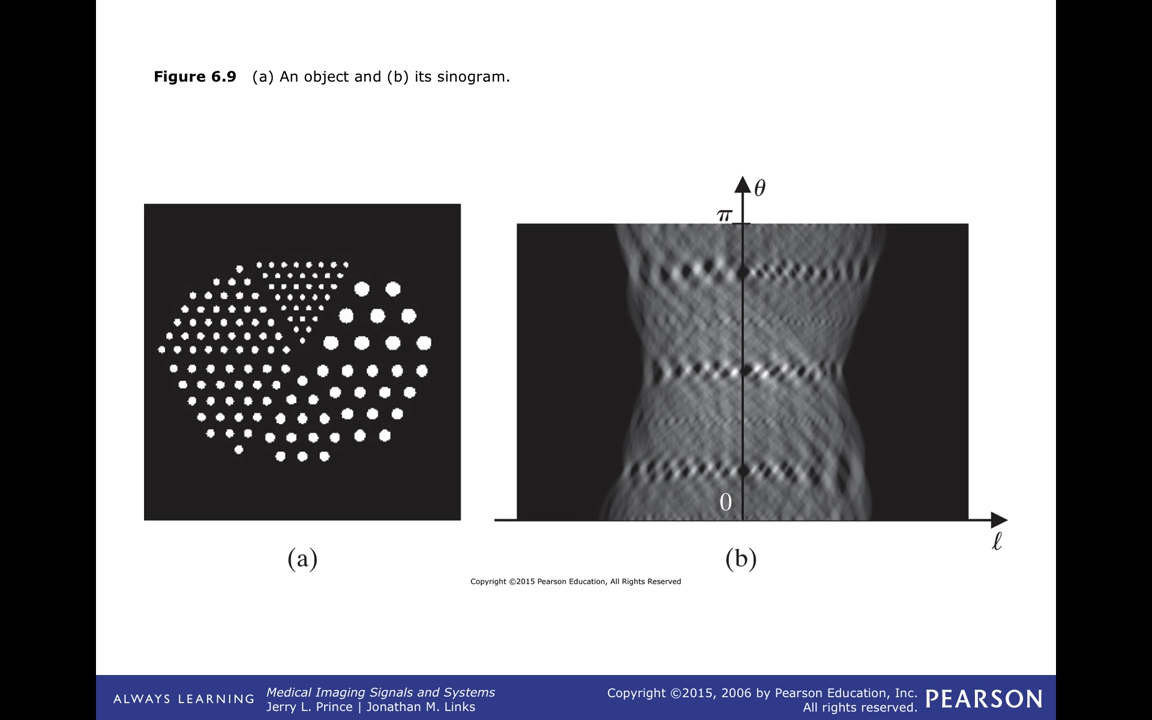 Figure 6.9 (a) An object and (b) its sinogram.
θ
π
0
ℓ
(a)
(b)
Copyright ©2015 Pearson Education, All Rights Reserved
ALWAYS LEARNING
Medical Imaging Signals and Systems
Jerry L. Prince | Jonathan M. Links
Copyright ©2015, 2006 by Pearson Education, Inc.
All rights reserved.
PEARSON